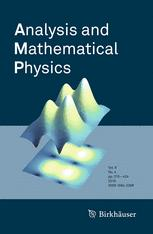 Analysis and
Mathematical
Physics
Birkhäuser